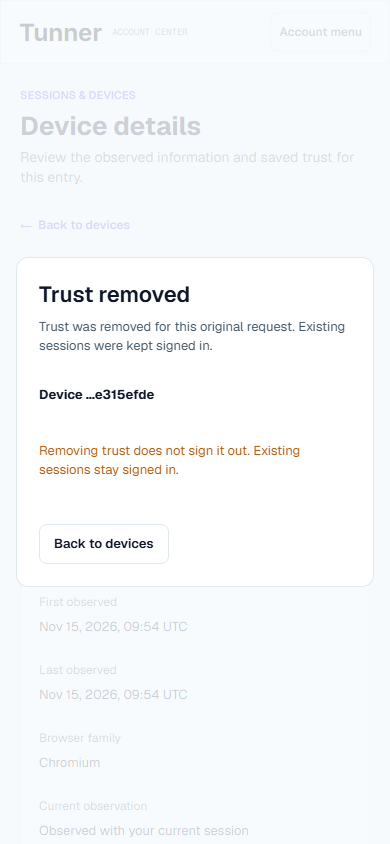 Tunner ACCOUNT CENTER Account menu
SESSIONS & DEVICES
Device details
Review the observed information and saved trust for
this entry.
← Back to devices
Trust removed
Trust was removed for this original request. Existing
sessions were kept signed in.
Device …e315efde
Removing trust does not sign it out. Existing
sessions stay signed in.
Back to devices
First observed
Nov 15, 2026, 09:54 UTC
Last observed
Nov 15, 2026, 09:54 UTC
Browser family
Chromium
Current observation
Observed with your current session